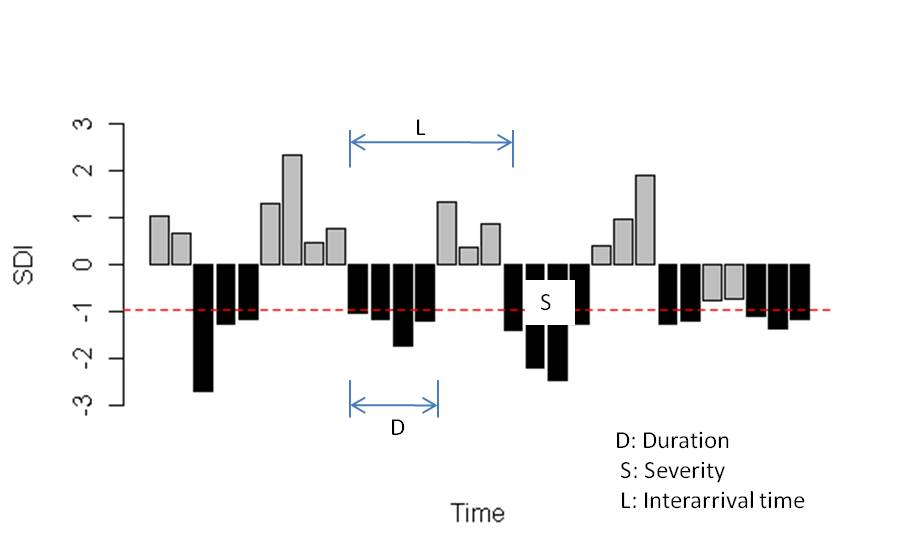 3
2
1
0
-1
-2
-3
SDI
L
S
D
D: Duration
S: Severity
L: Interarrival time
Time